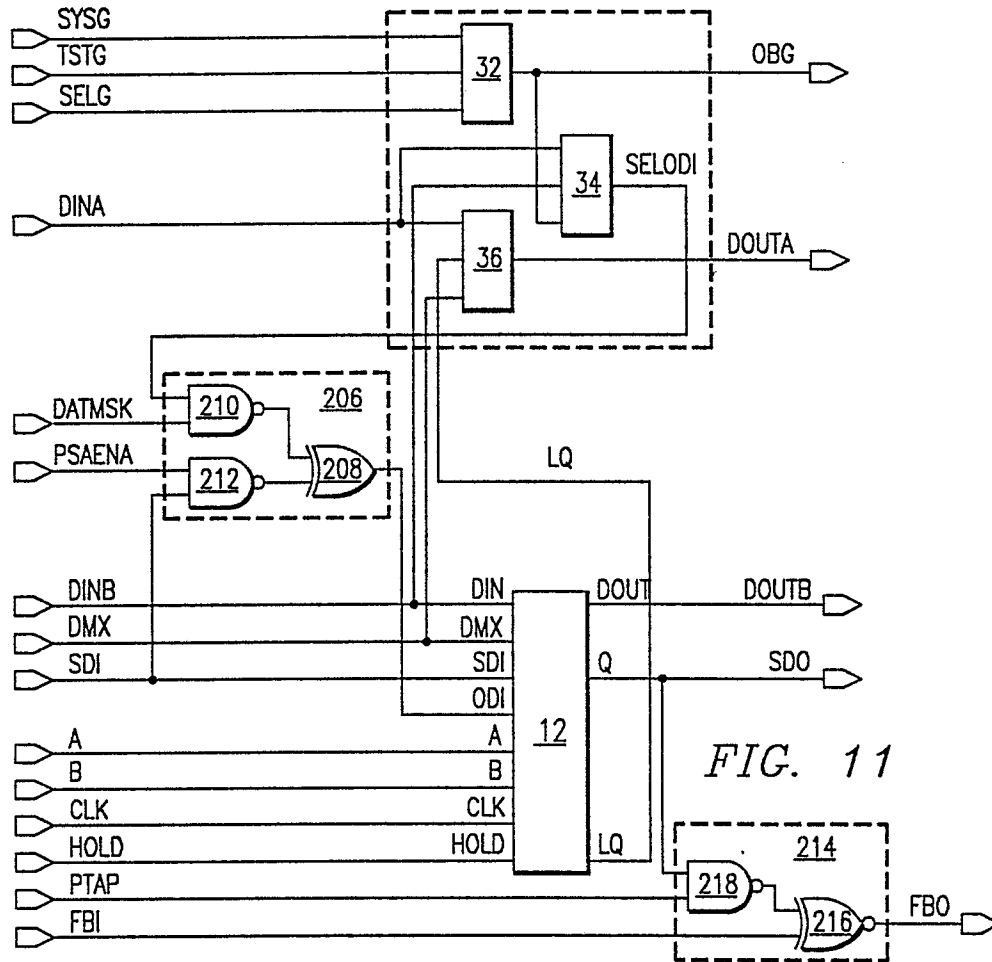 SYSG
TSTG
SELG
32
OBG
34
SELODI
DINA
36
DOUTA
DATMSK
210
206
PSAENA
212
208
LQ
DINB
DIN
DOUT
DOUTB
DMX
DMX
SDI
SDI
Q
SDO
ODI
12
A
A
B
B
FIG. 11
CLK
CLK
HOLD
HOLD
LQ
214
PTAP
218
FBI
216
FBO